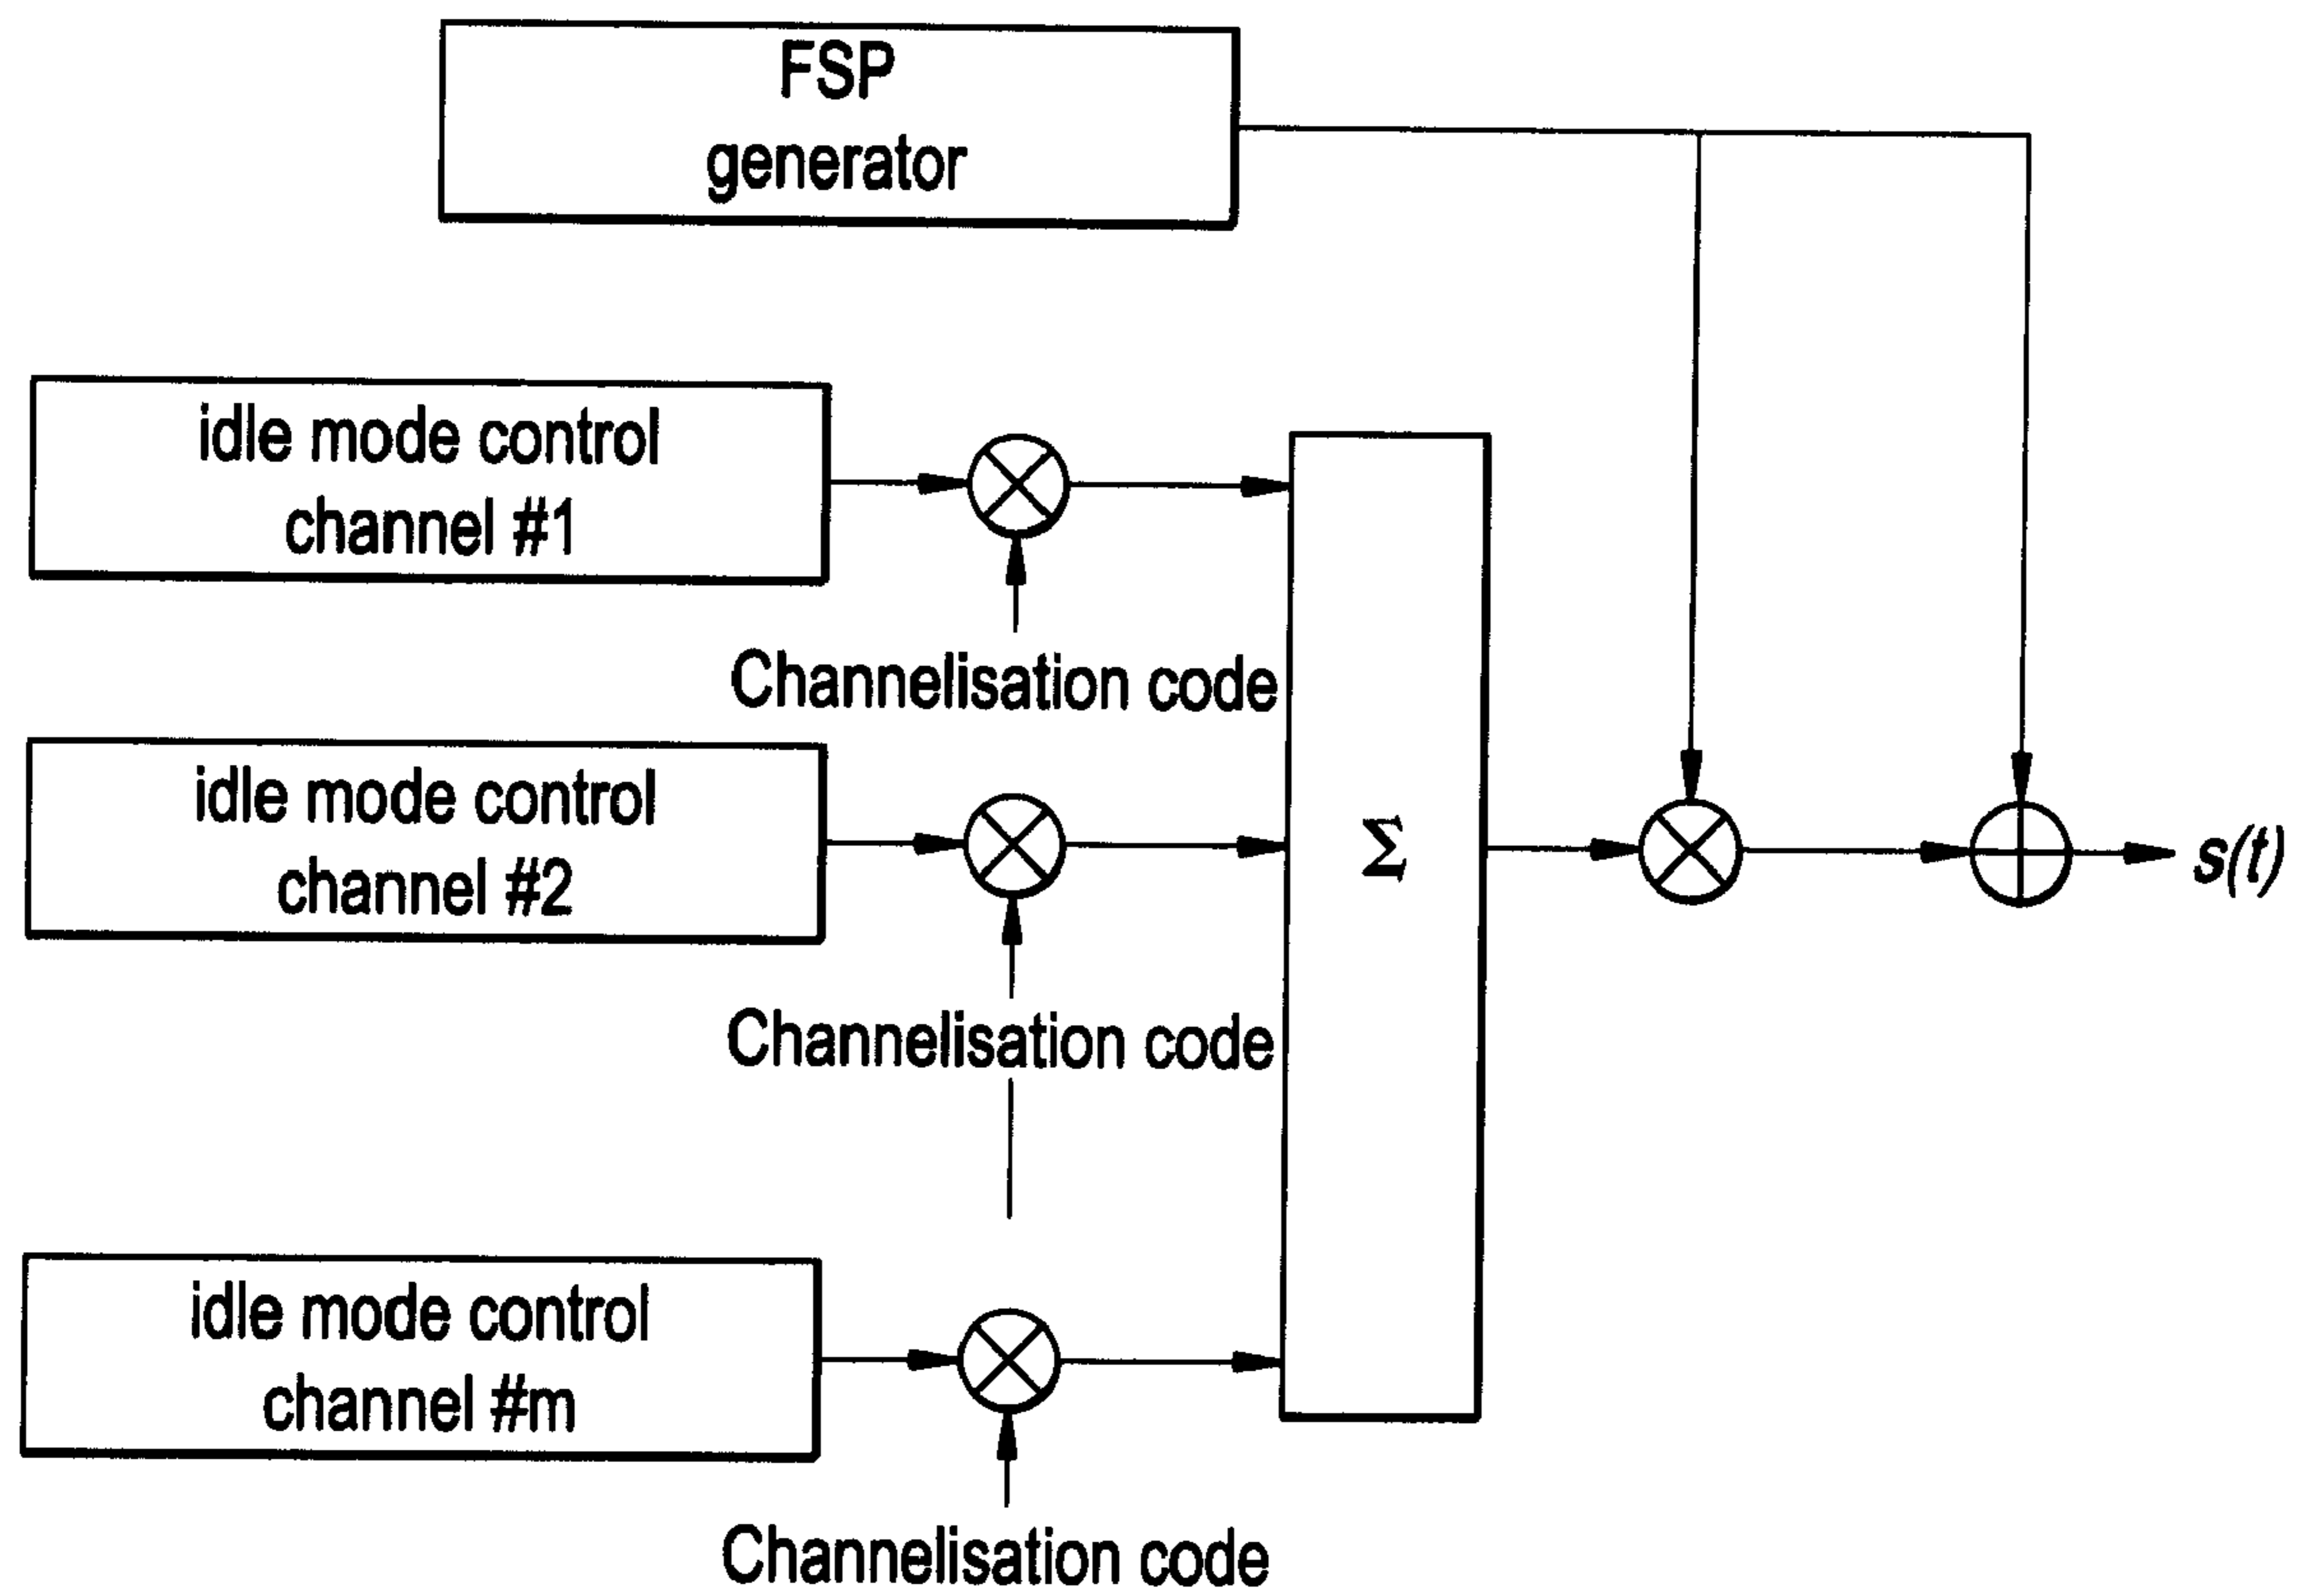 FSP
generator
idle mode control
channel #1
Channelisation code
idle mode control
channel #2
Channelisation code
Σ
s(t)
idle mode control
channel #m
Channelisation code